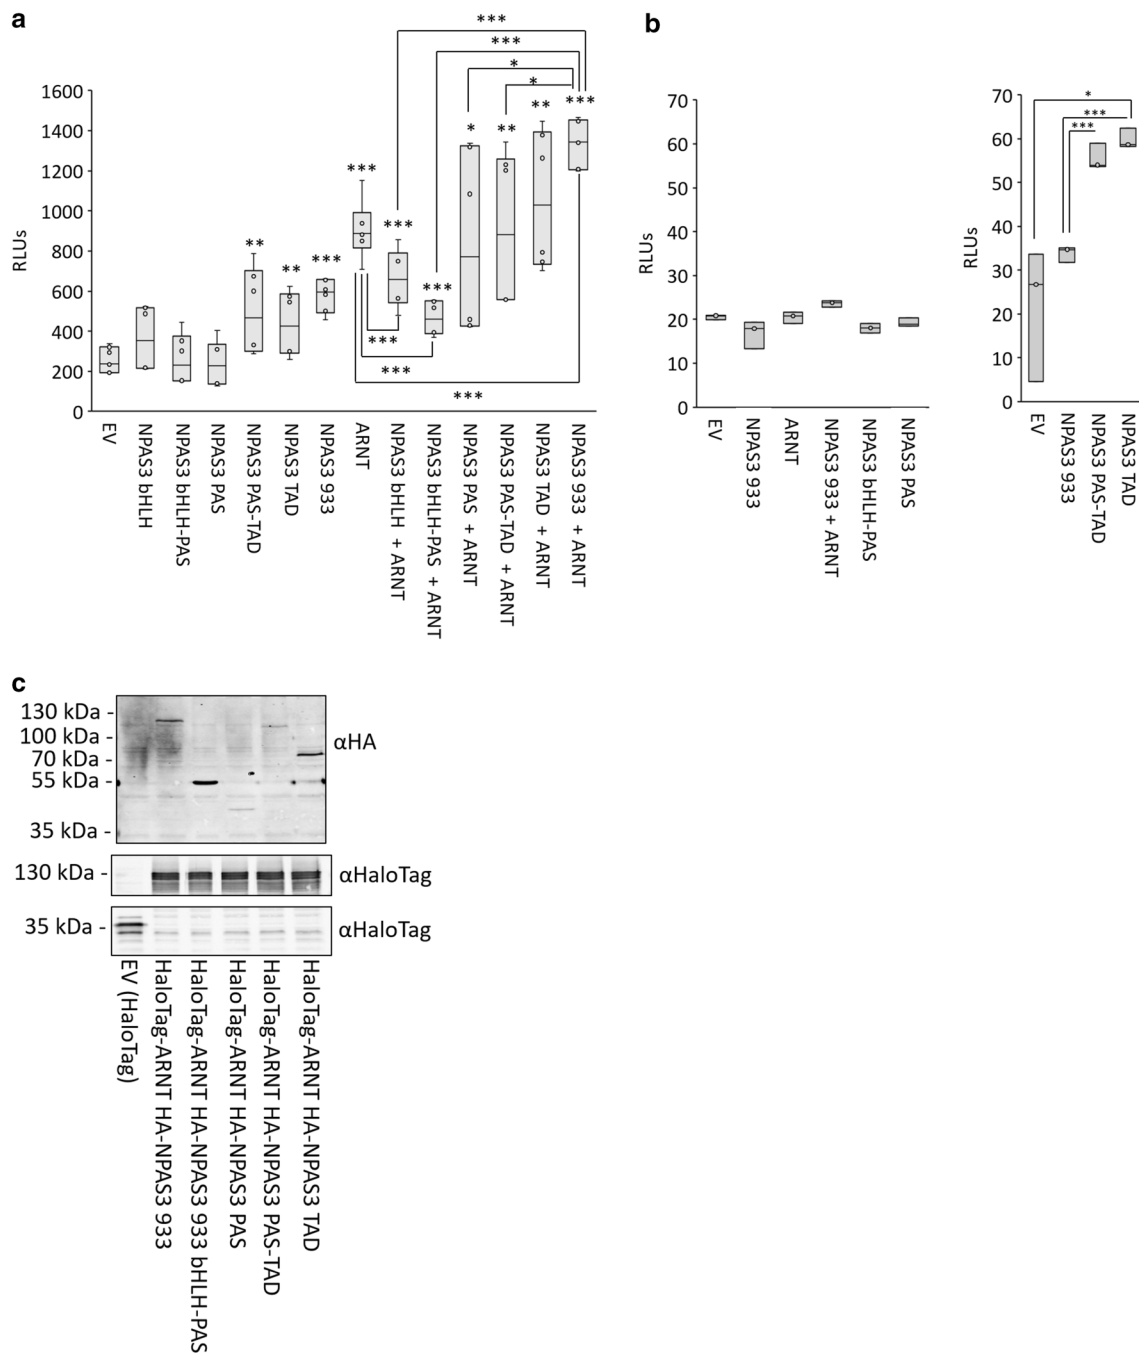 a
***
***
*
*
***
**
**
*
***
***
***
***
**
**
***
***
***
1600
1400
1200
1000
800
600
400
200
0
RLUs
EV
NPAS3 bHLH
NPAS3 bHLH-PAS
NPAS3 PAS
NPAS3 PAS-TAD
NPAS3 TAD
NPAS3 933
ARNT
NPAS3 bHLH + ARNT
NPAS3 bHLH-PAS + ARNT
NPAS3 PAS + ARNT
NPAS3 PAS-TAD + ARNT
NPAS3 TAD + ARNT
NPAS3 933 + ARNT
b
70
60
50
40
30
20
10
0
RLUs
EV
NPAS3 933
ARNT
NPAS3 933 + ARNT
NPAS3 bHLH-PAS
NPAS3 PAS
70
60
50
40
30
20
10
0
RLUs
*
***
***
EV
NPAS3 933
NPAS3 PAS-TAD
NPAS3 TAD
c
130 kDa -
100 kDa -
70 kDa -
55 kDa -
35 kDa -
αHA
130 kDa -
αHaloTag
35 kDa -
αHaloTag
EV (HaloTag)
HaloTag-ARNT HA-NPAS3 933
HaloTag-ARNT HA-NPAS3 933 bHLH-PAS
HaloTag-ARNT HA-NPAS3 PAS
HaloTag-ARNT HA-NPAS3 PAS-TAD
HaloTag-ARNT HA-NPAS3 TAD